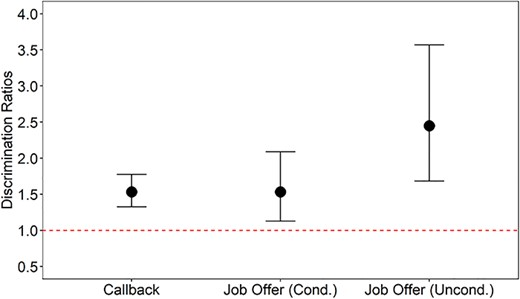 Discrimination Ratios
4.0
3.5
3.0
2.5
2.0
1.5
1.0
0.5
Callback
Job Offer (Cond.)
Job Offer (Uncond.)